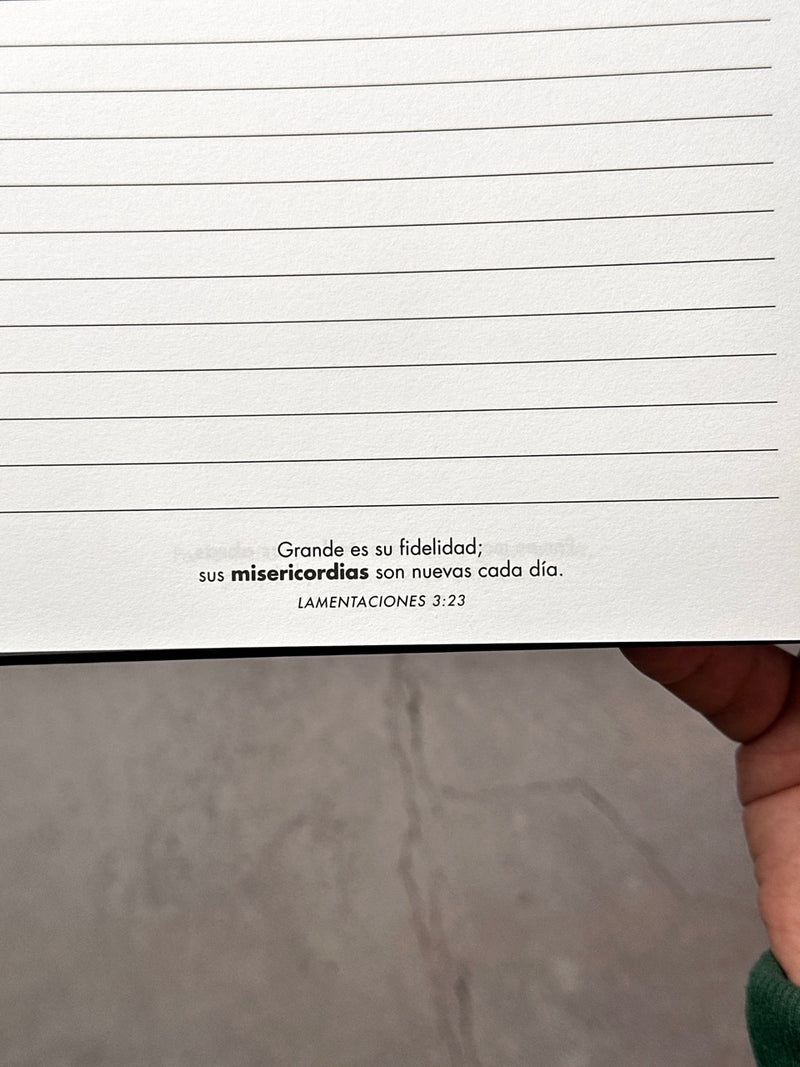 Grande es su fidelidad;
sus misericordias son nuevas cada día.
LAMENTACIONES 3:23